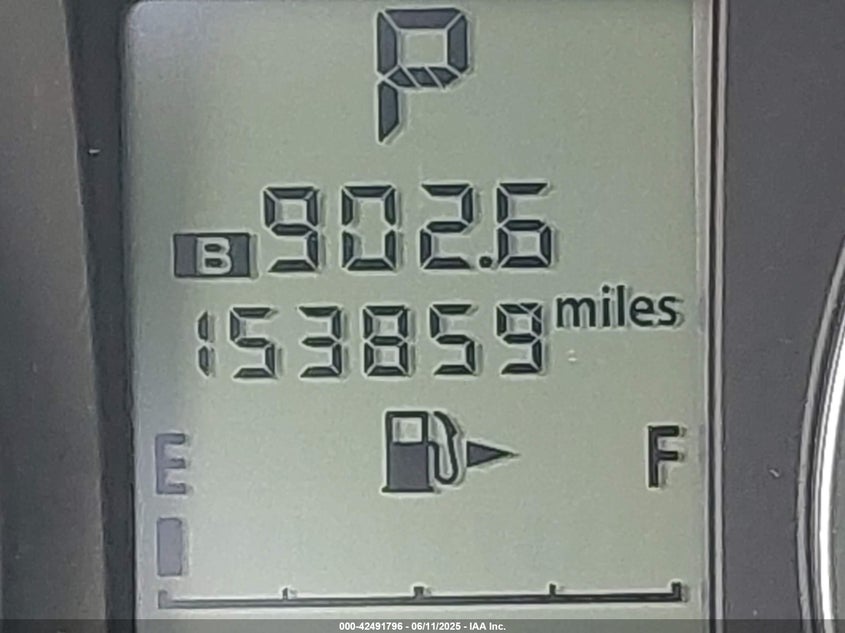 P
B 902.6
153859 miles
E F
000-42491796 - 06/11/2025 - IAA Inc.